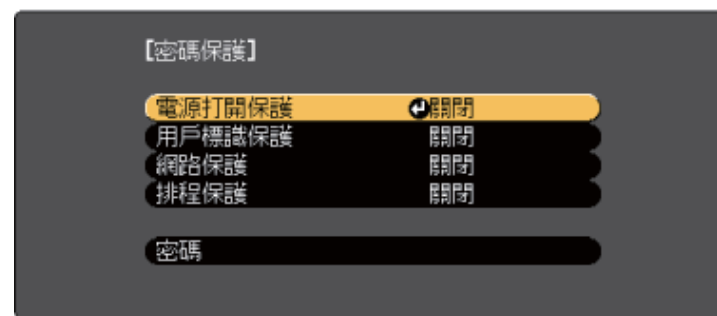 【密碼保護】
電源打開保護 關閉
用戶標識保護 關閉
網路保護 關閉
排程保護 關閉
密碼